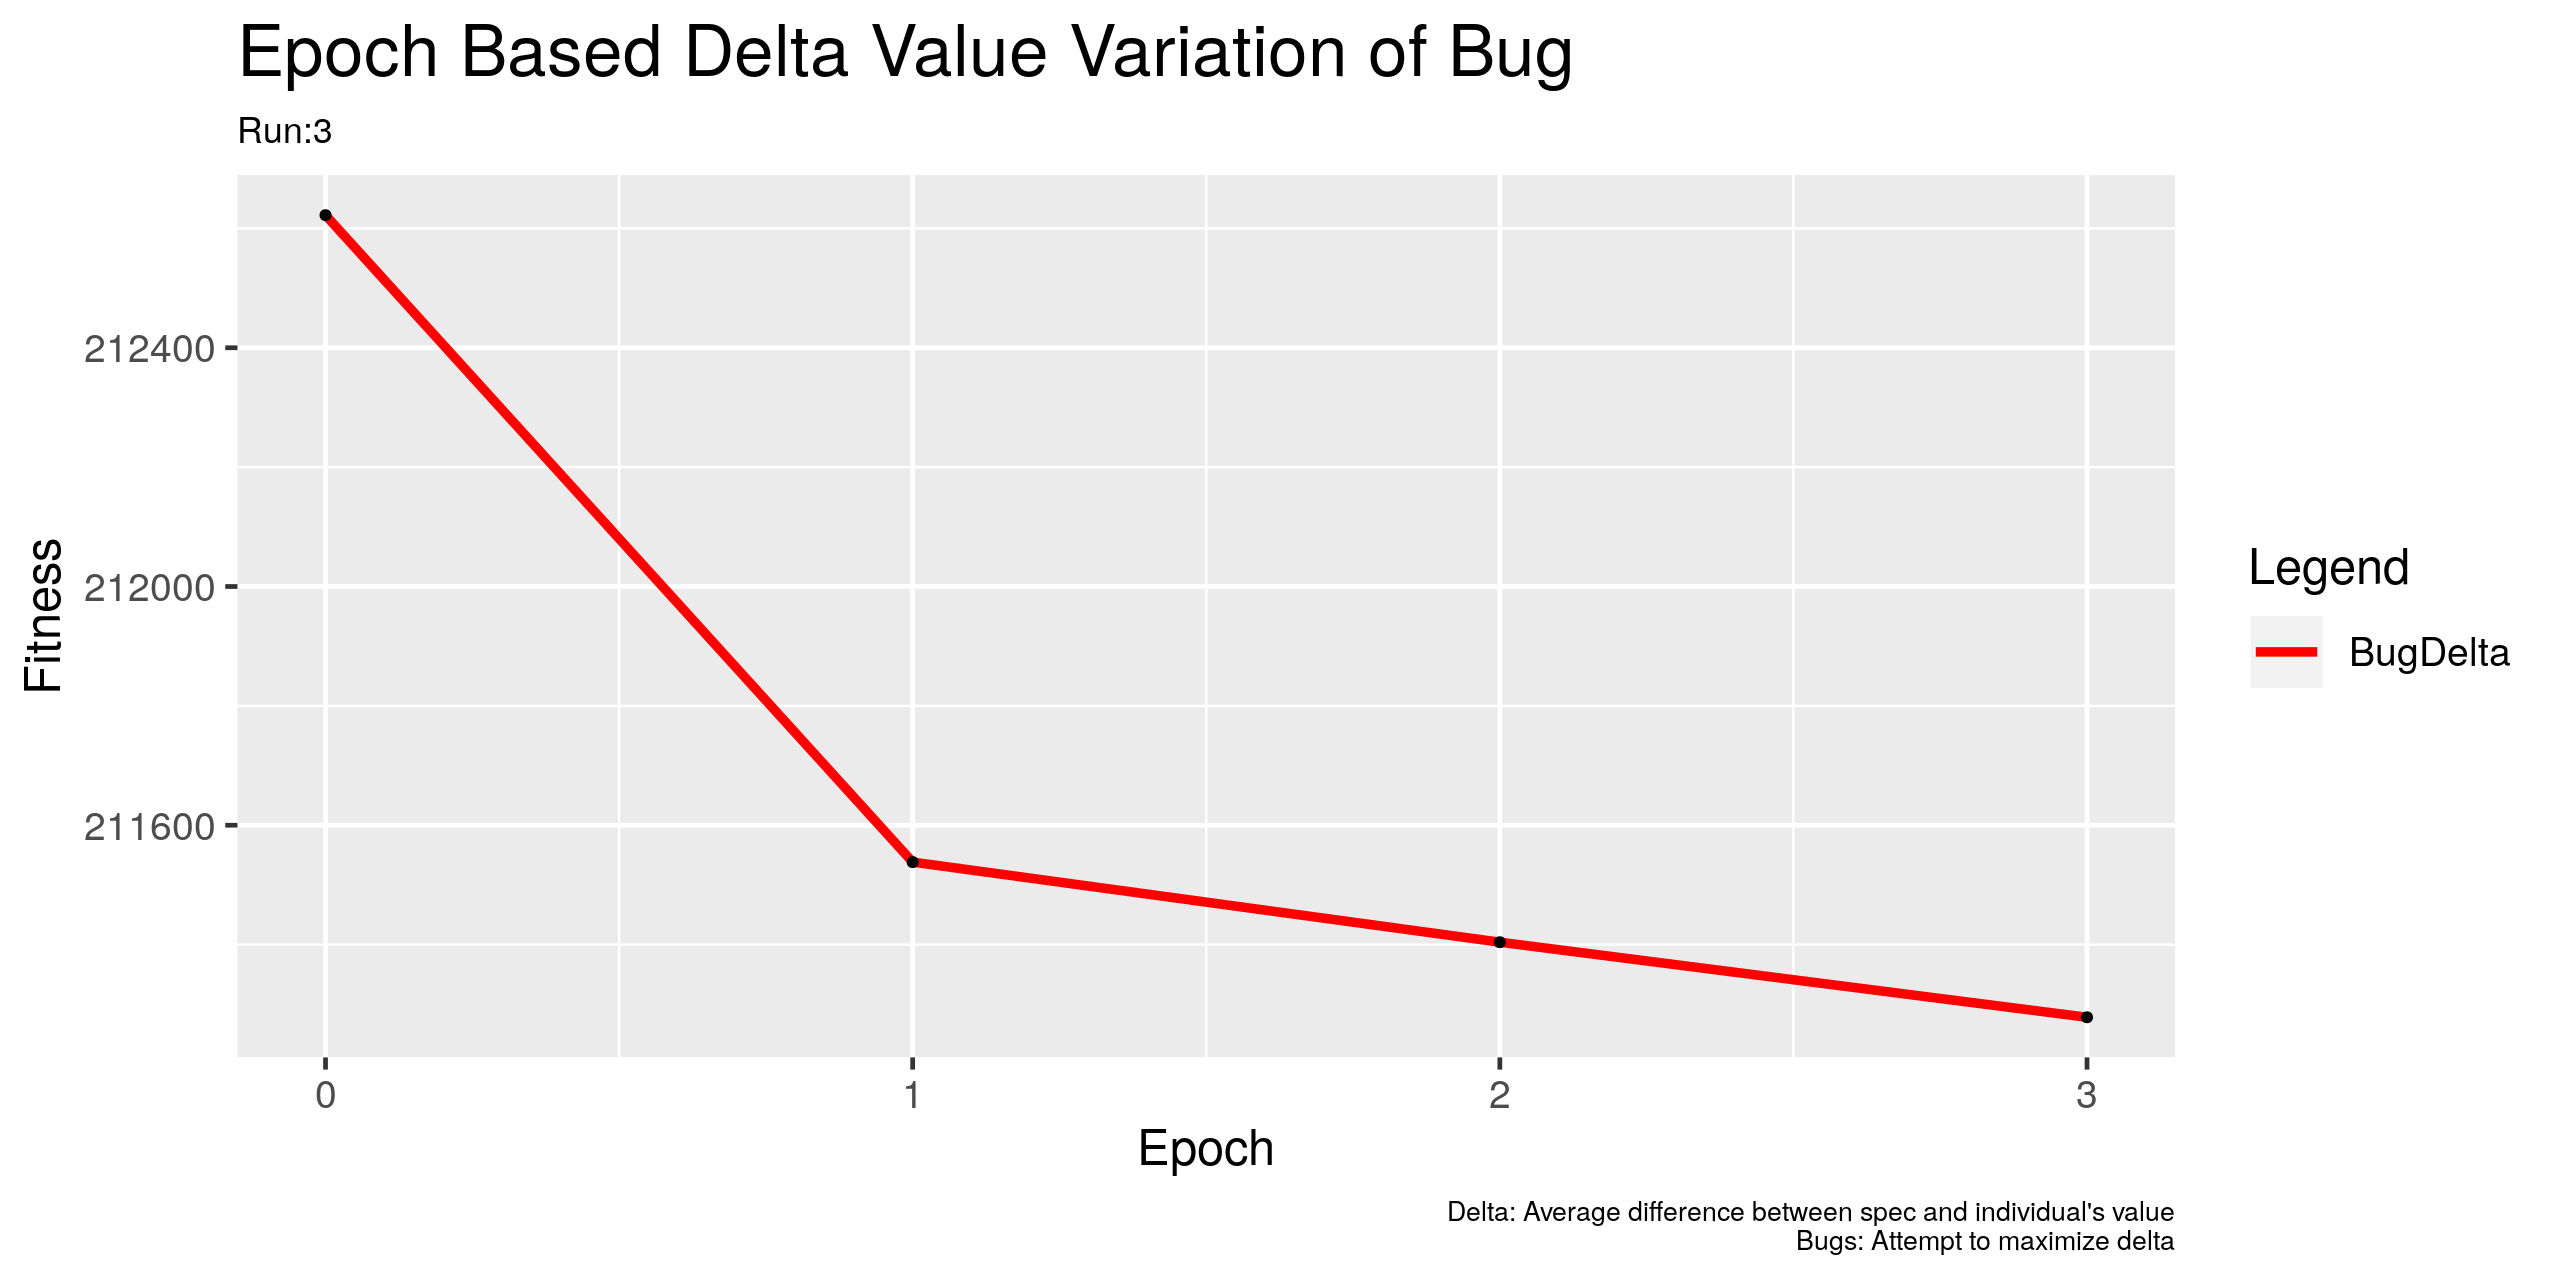 Epoch Based Delta Value Variation of Bug
Run:3
Fitness
212400
212000
211600
0 1 2 3
Epoch
Legend
BugDelta
Delta: Average difference between spec and individual's value
Bugs: Attempt to maximize delta